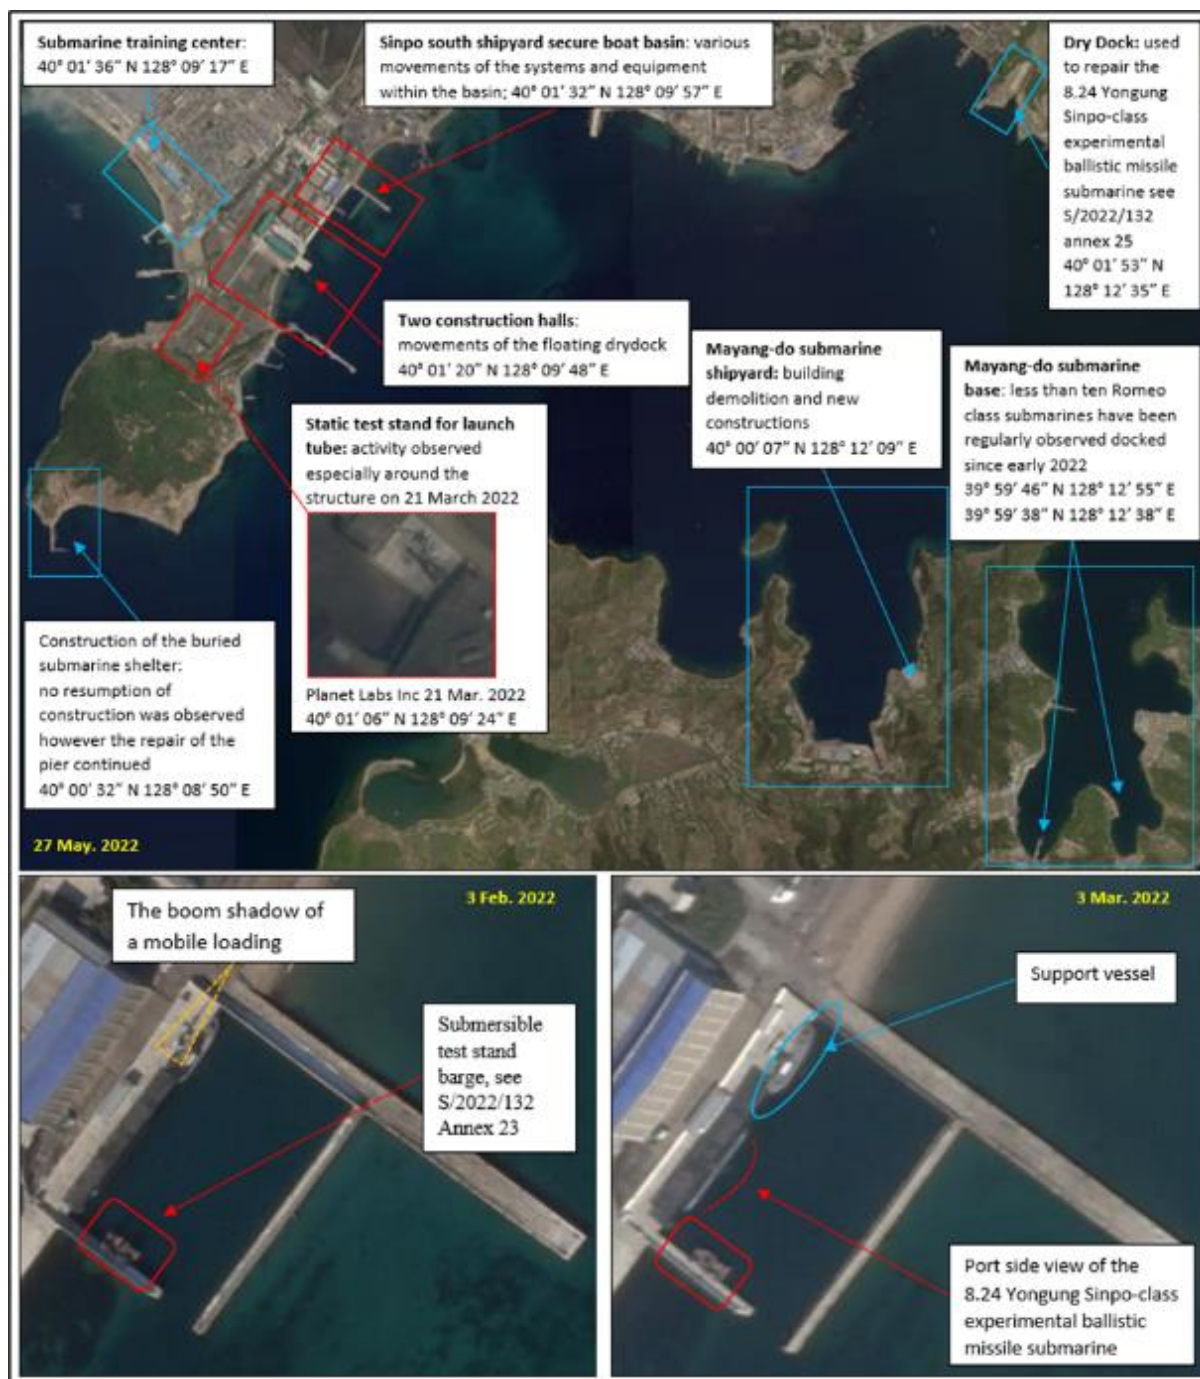 Submarine training center:
40° 01' 36" N 128° 09' 17" E
Sinpo south shipyard secure boat basin: various
movements of the systems and equipment
within the basin; 40° 01' 32" N 128° 09' 57" E
Dry Dock: used
to repair the
8.24 Yongung
Sinpo-class
experimental
ballistic missile
submarine see
S/2022/132
annex 25
40° 01' 53" N
128° 12' 35" E
Two construction halls:
movements of the floating drydock
40° 01' 20" N 128° 09' 48" E
Mayang-do submarine
shipyard: building
demolition and new
constructions
40° 00' 07" N 128° 12' 09" E
Mayang-do submarine
base: less than ten Romeo
class submarines have been
regularly observed docked
since early 2022
39° 59' 46" N 128° 12' 55" E
39° 59' 38" N 128° 12' 38" E
Static test stand for launch
tube: activity observed
especially around the
structure on 21 March 2022
Planet Labs Inc 21 Mar. 2022
40° 01' 06" N 128° 09' 24" E
Construction of the buried
submarine shelter:
no resumption of
construction was observed
however the repair of the
pier continued
40° 00' 32" N 128° 08' 50" E
27 May. 2022
The boom shadow of
a mobile loading
3 Feb. 2022
Submersible
test stand
barge, see
S/2022/132
Annex 23
3 Mar. 2022
Support vessel
Port side view of the
8.24 Yongung Sinpo-class
experimental ballistic
missile submarine